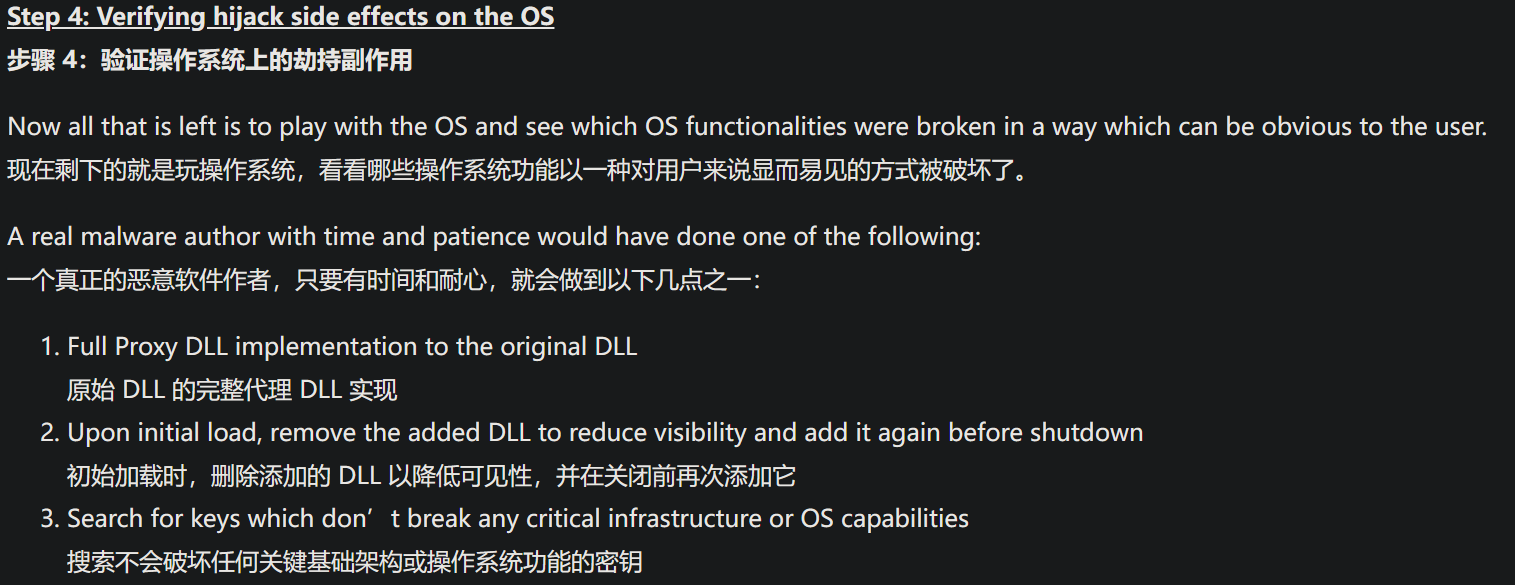 Step 4: Verifying hijack side effects on the OS
步骤 4：验证操作系统上的劫持副作用
Now all that is left is to play with the OS and see which OS functionalities were broken in a way which can be obvious to the user.
现在剩下的就是玩操作系统，看看哪些操作系统功能以一种对用户来说显而易见的方式被破坏了。
A real malware author with time and patience would have done one of the following:
一个真正的恶意软件作者，只要有时间和耐心，就会做到以下几点之一：
1. Full Proxy DLL implementation to the original DLL
原始 DLL 的完整代理 DLL 实现
2. Upon initial load, remove the added DLL to reduce visibility and add it again before shutdown
初始加载时，删除添加的 DLL 以降低可见性，并在关闭前再次添加它
3. Search for keys which don’t break any critical infrastructure or OS capabilities
搜索不会破坏任何关键基础架构或操作系统功能的密钥